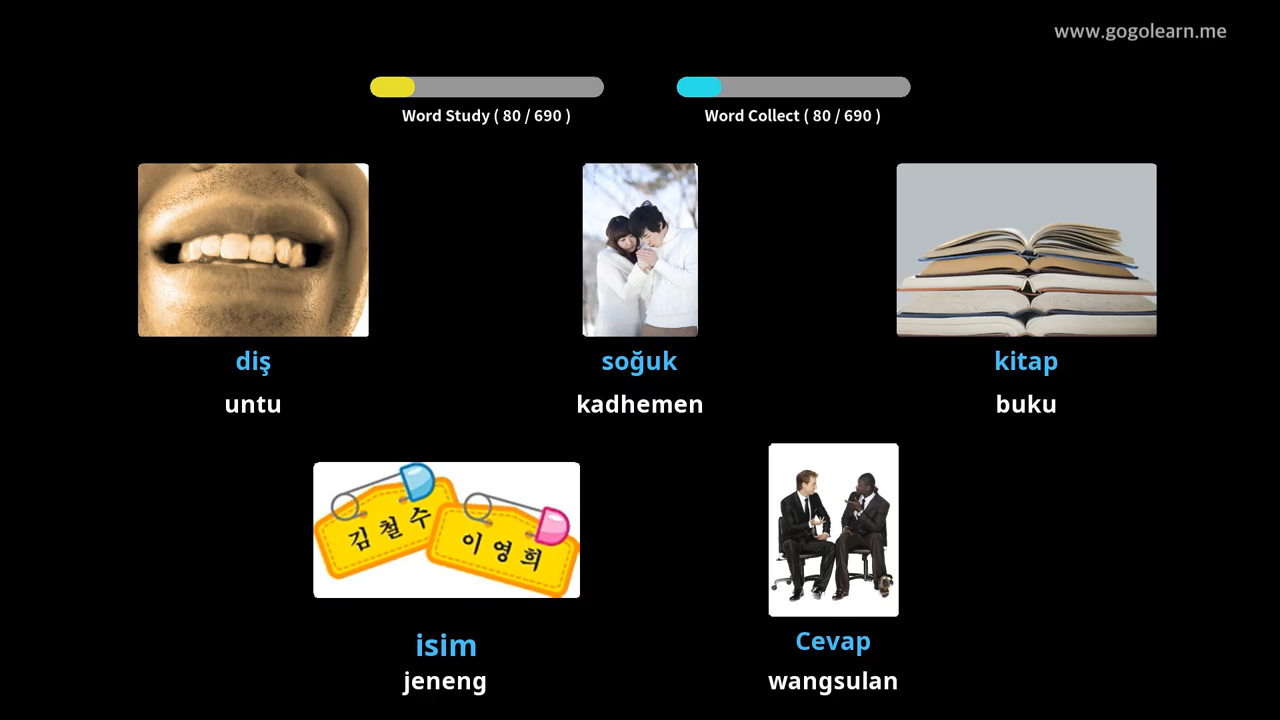 www.gogolearn.me
Word Study ( 80 / 690 )
Word Collect ( 80 / 690 )
diş
untu
soğuk
kadhemen
kitap
buku
김철수
이영희
isim
jeneng
Cevap
wangsulan